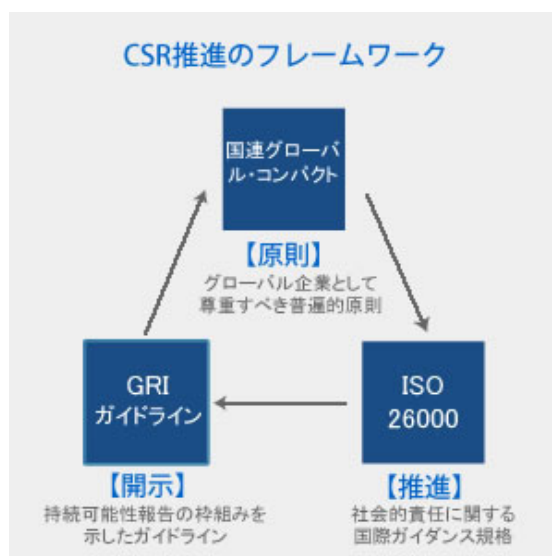 CSR推進のフレームワーク
国連グローバ
ル・コンパクト
【原則】
グローバル企業として
尊重すべき普遍的原則
GRI
ガイドライン
【開示】
持続可能性報告の枠組みを
示したガイドライン
ISO
26000
【推進】
社会的責任に関する
国際ガイダンス規格